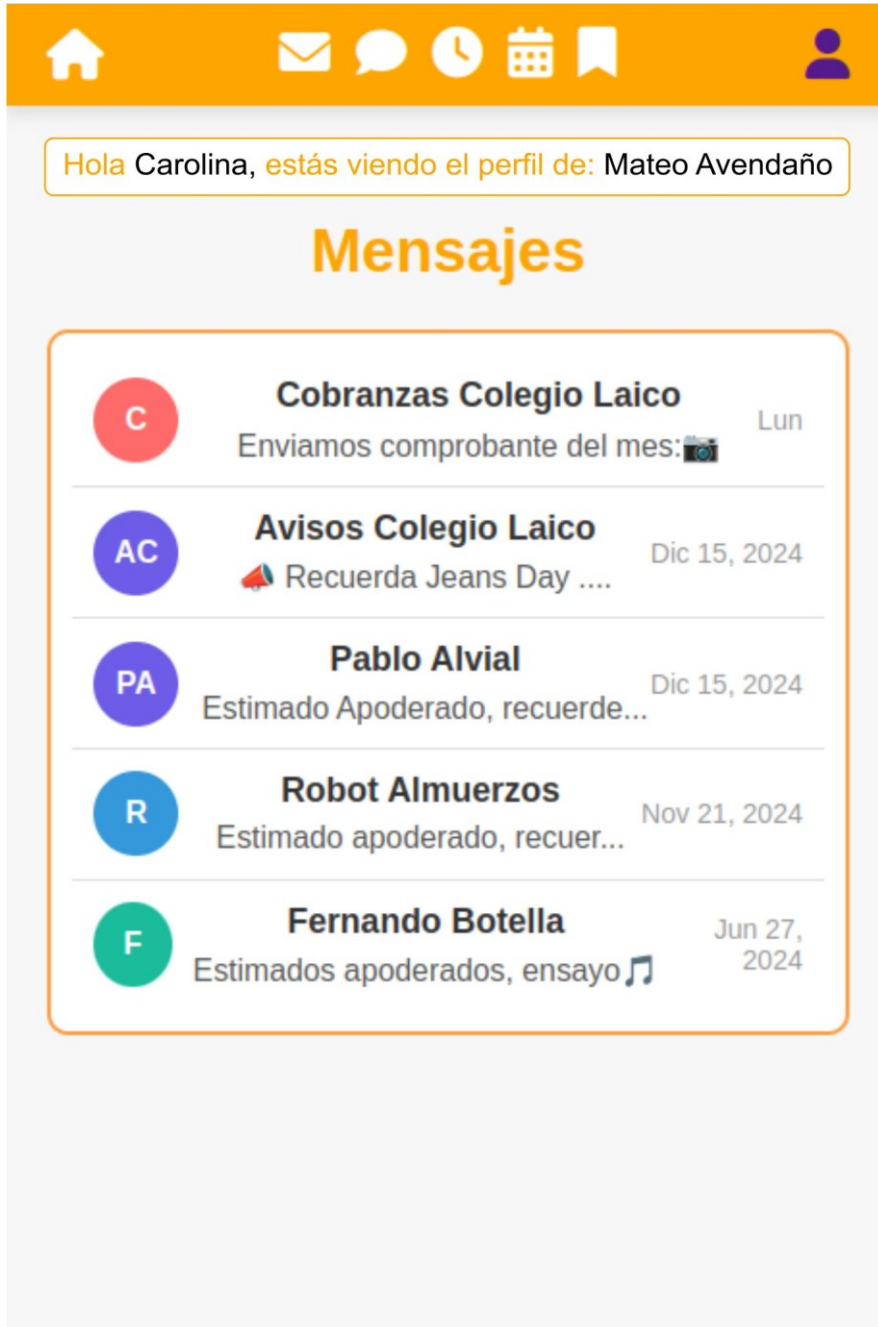 Hola Carolina, estás viendo el perfil de: Mateo Avendaño
Mensajes
C
Cobranzas Colegio Laico
Enviamos comprobante del mes:📷
Lun
AC
Avisos Colegio Laico
📣 Recuerda Jeans Day ....
Dic 15, 2024
PA
Pablo Alvial
Estimado Apoderado, recuerde...
Dic 15, 2024
R
Robot Almuerzos
Estimado apoderado, recuer...
Nov 21, 2024
F
Fernando Botella
Estimados apoderados, ensayo🎵
Jun 27,
2024